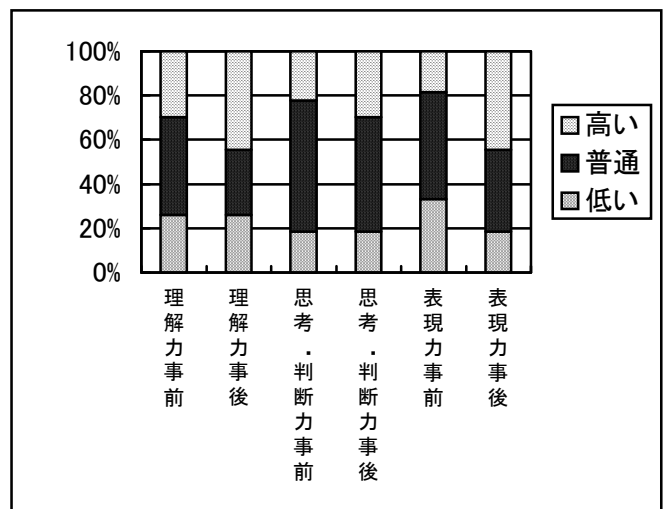 100%
80%
60%
40%
20%
0%
高い
普通
低い
理解力事前
理解力事後
思考．判断力事前
思考．判断力事後
表現力事前
表現力事後